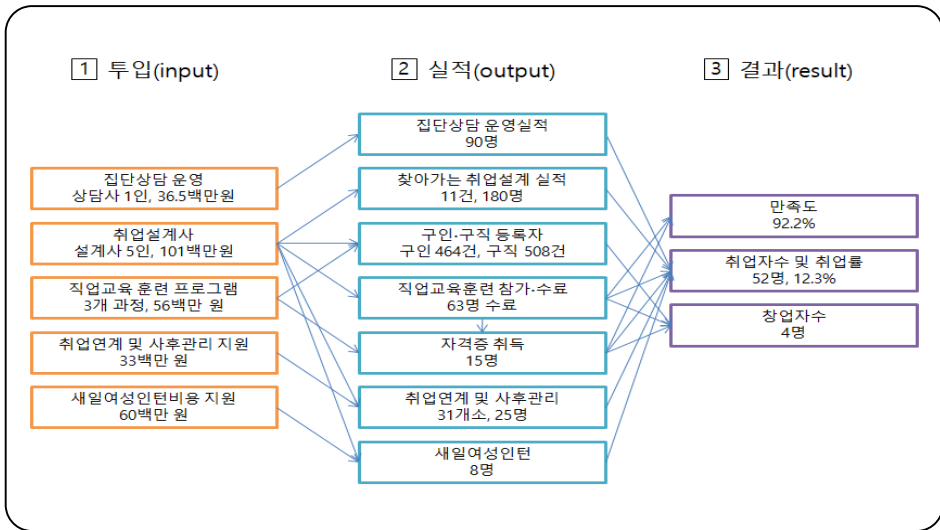 1 투입(input)
2 실적(output)
3 결과(result)
집단상담 운영
상담사 1인, 36.5백만원
취업설계사
설계사 5인, 101백만원
직업교육 훈련 프로그램
3개 과정, 56백만 원
취업연계 및 사후관리 지원
33백만 원
새일여성인턴비용 지원
60백만 원
집단상담 운영실적
90명
찾아가는 취업설계 실적
11건, 180명
구인·구직 등록자
구인 464건, 구직 508건
직업교육훈련 참가·수료
63명 수료
자격증 취득
15명
취업연계 및 사후관리
31개소, 25명
새일여성인턴
8명
만족도
92.2%
취업자수 및 취업률
52명, 12.3%
창업자수
4명